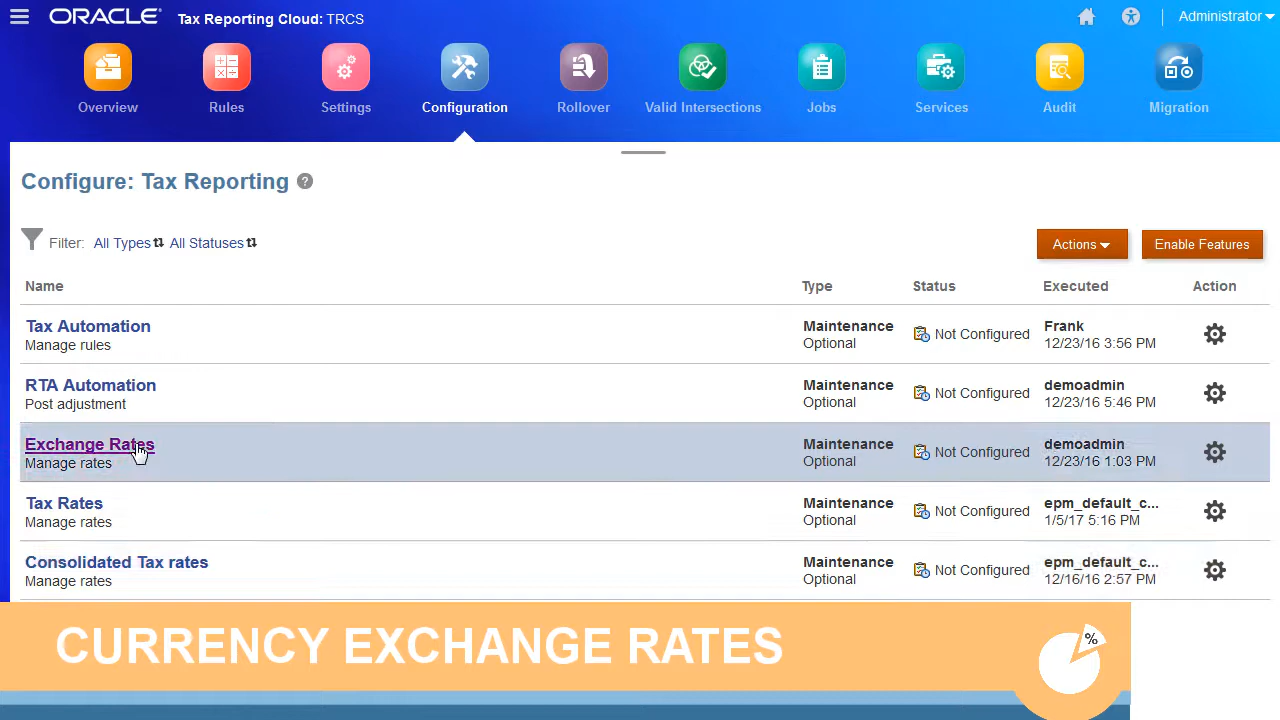 ORACLE® Tax Reporting Cloud: TRCS Administrator
Overview Rules Settings Configuration Rollover Valid Intersections Jobs Services Audit Migration
Configure: Tax Reporting ?
Filter: All Types All Statuses Actions Enable Features
Name Type Status Executed Action
Tax Automation Maintenance Frank
Manage rules Optional Not Configured 12/23/16 3:56 PM
RTA Automation Maintenance demoadmin
Post adjustment Optional Not Configured 12/23/16 5:46 PM
Exchange Rates Maintenance demoadmin
Manage rates Optional Not Configured 12/23/16 1:03 PM
Tax Rates Maintenance epm_default_c...
Manage rates Optional Not Configured 1/5/17 5:16 PM
Consolidated Tax rates Maintenance epm_default_c...
Manage rates Optional Not Configured 12/16/16 2:57 PM
CURRENCY EXCHANGE RATES %